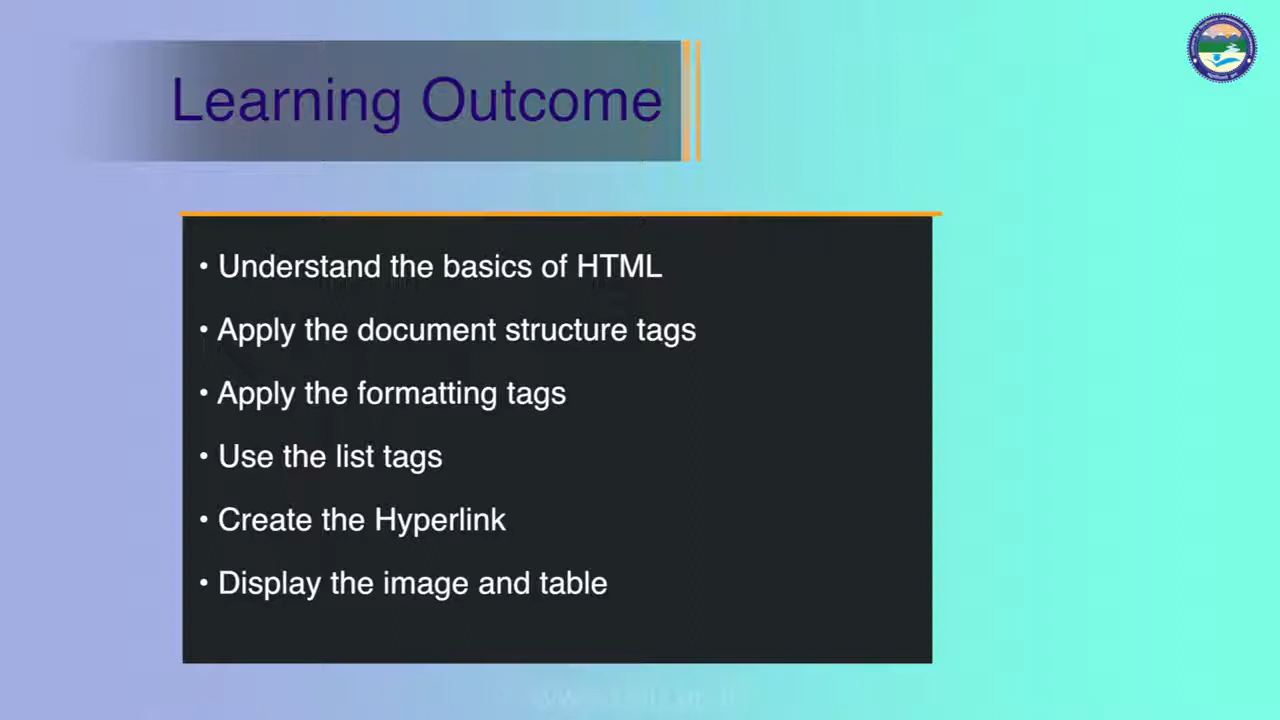 Learning Outcome
• Understand the basics of HTML
• Apply the document structure tags
• Apply the formatting tags
• Use the list tags
• Create the Hyperlink
• Display the image and table